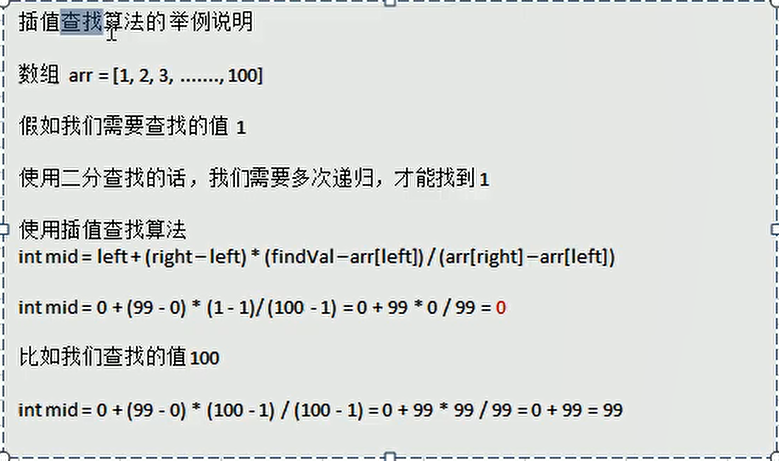 插值查找算法的举例说明
数组 arr = [1, 2, 3, ......., 100]
假如我们需要查找的值 1
使用二分查找的话，我们需要多次递归，才能找到 1
使用插值查找算法
int mid = left + (right – left) * (findVal – arr[left]) / (arr[right] – arr[left])
int mid = 0 + (99 - 0) * (1 - 1)/ (100 - 1) = 0 + 99 * 0 / 99 = 0
比如我们查找的值 100
int mid = 0 + (99 - 0) * (100 - 1) / (100 - 1) = 0 + 99 * 99 / 99 = 0 + 99 = 99